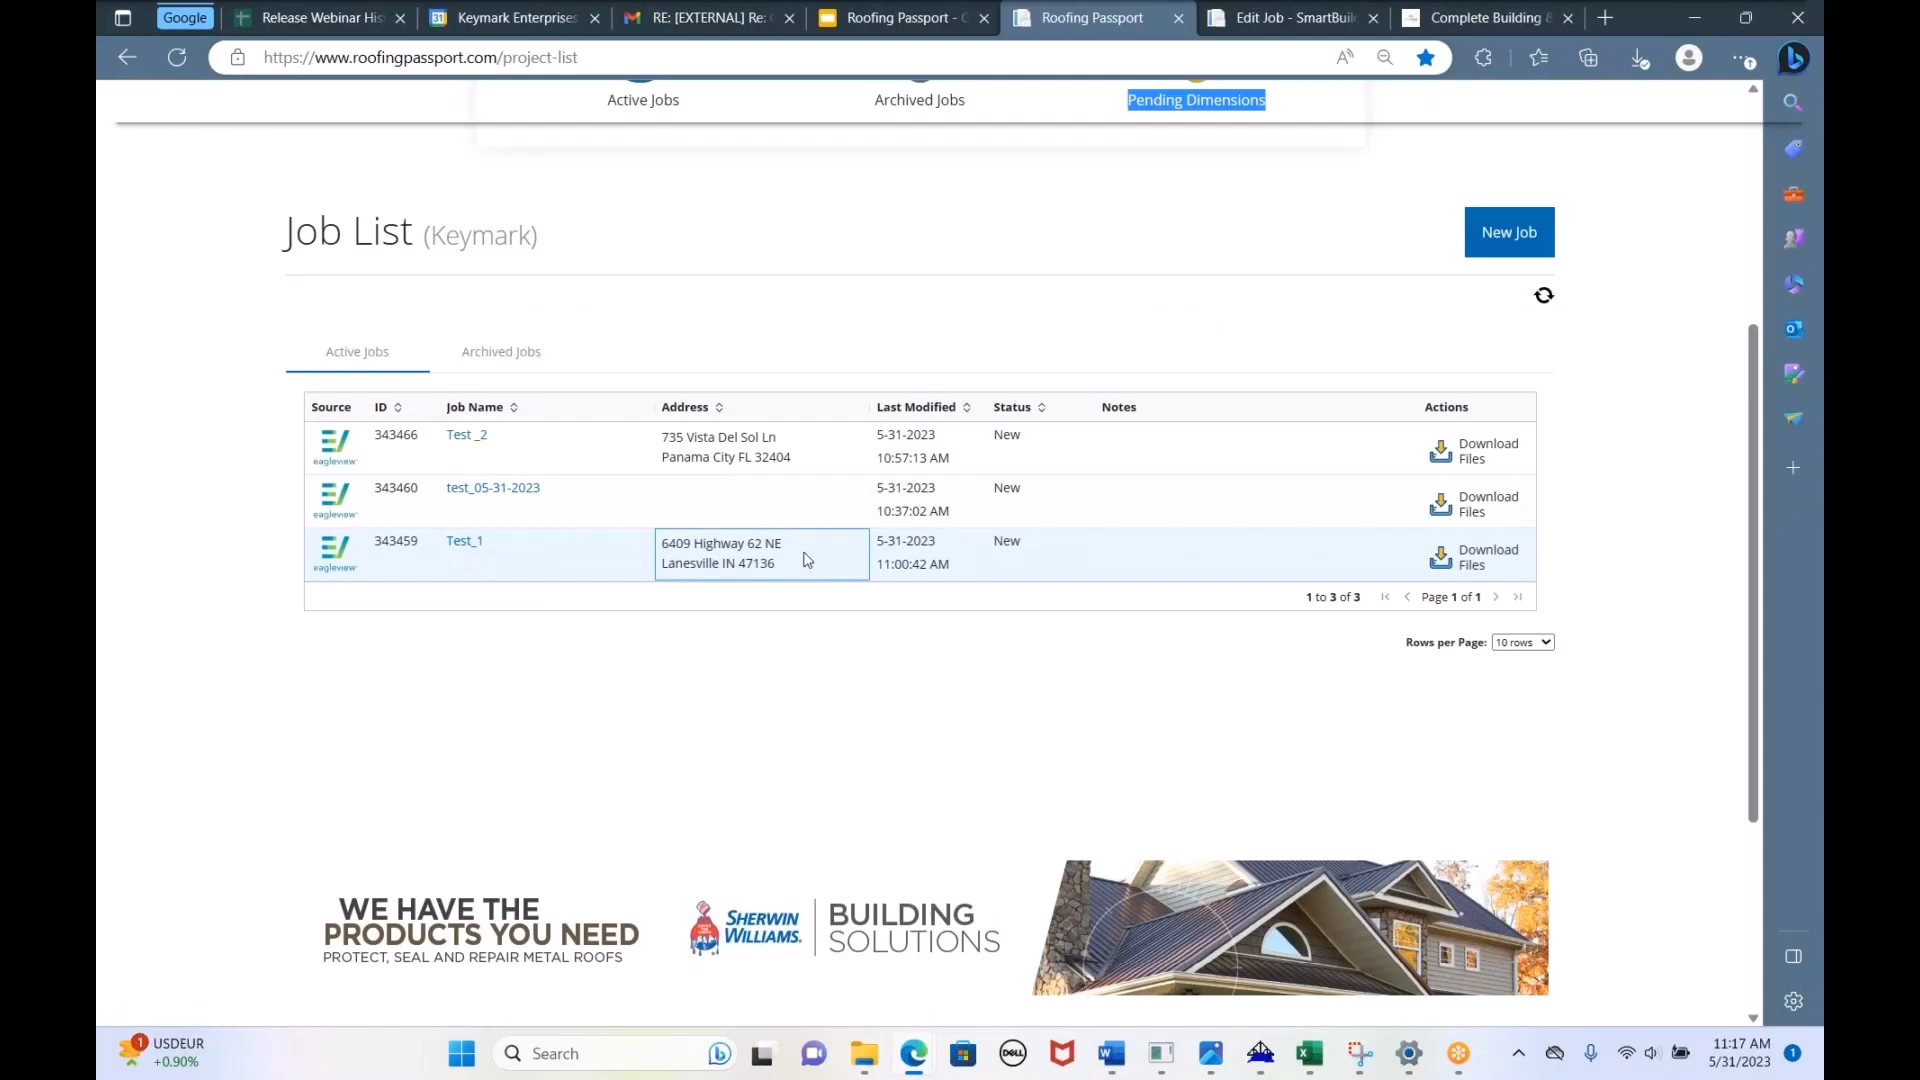 Google
Release Webinar His
Keymark Enterprises
RE: [EXTERNAL] Re:
Roofing Passport -
Roofing Passport
Edit Job - SmartBuil
Complete Building &
https://www.roofingpassport.com/project-list
Active Jobs
Archived Jobs
Pending Dimensions
Job List (Keymark)
New Job
Active Jobs
Archived Jobs
Source ID Job Name Address Last Modified Status Notes Actions
eagleview 343466 Test _2 735 Vista Del Sol Ln 5-31-2023 New Download
Panama City FL 32404 10:57:13 AM Files
eagleview 343460 test_05-31-2023 5-31-2023 New Download
10:37:02 AM Files
eagleview 343459 Test_1 6409 Highway 62 NE 5-31-2023 New Download
Lanesville IN 47136 11:00:42 AM Files
1 to 3 of 3 Page 1 of 1
Rows per Page: 10 rows
WE HAVE THE
PRODUCTS YOU NEED
PROTECT, SEAL AND REPAIR METAL ROOFS
SHERWIN
WILLIAMS.
BUILDING
SOLUTIONS
1
USDEUR
+0.90%
Search
DELL
11:17 AM
5/31/2023
1